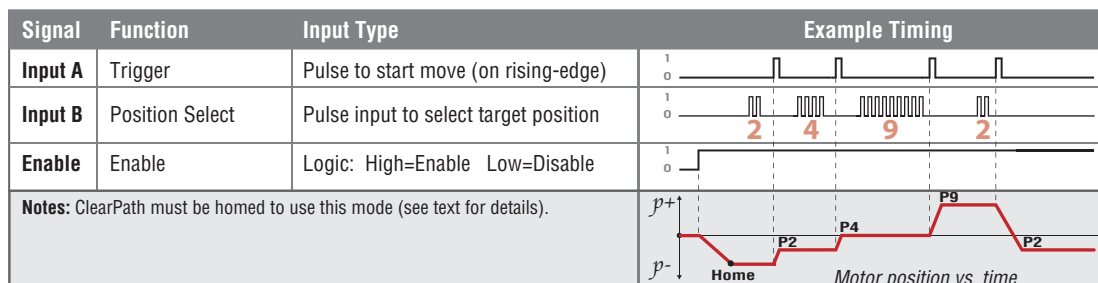 Signal Function Input Type Example Timing
Input A Trigger Pulse to start move (on rising-edge) 1 0
Input B Position Select Pulse input to select target position 1 0
2 4 9 2
Enable Enable Logic: High=Enable Low=Disable 1 0
Notes: ClearPath must be homed to use this mode (see text for details).
p+ P9
P2 P4 P2
p- Home Motor position vs. time